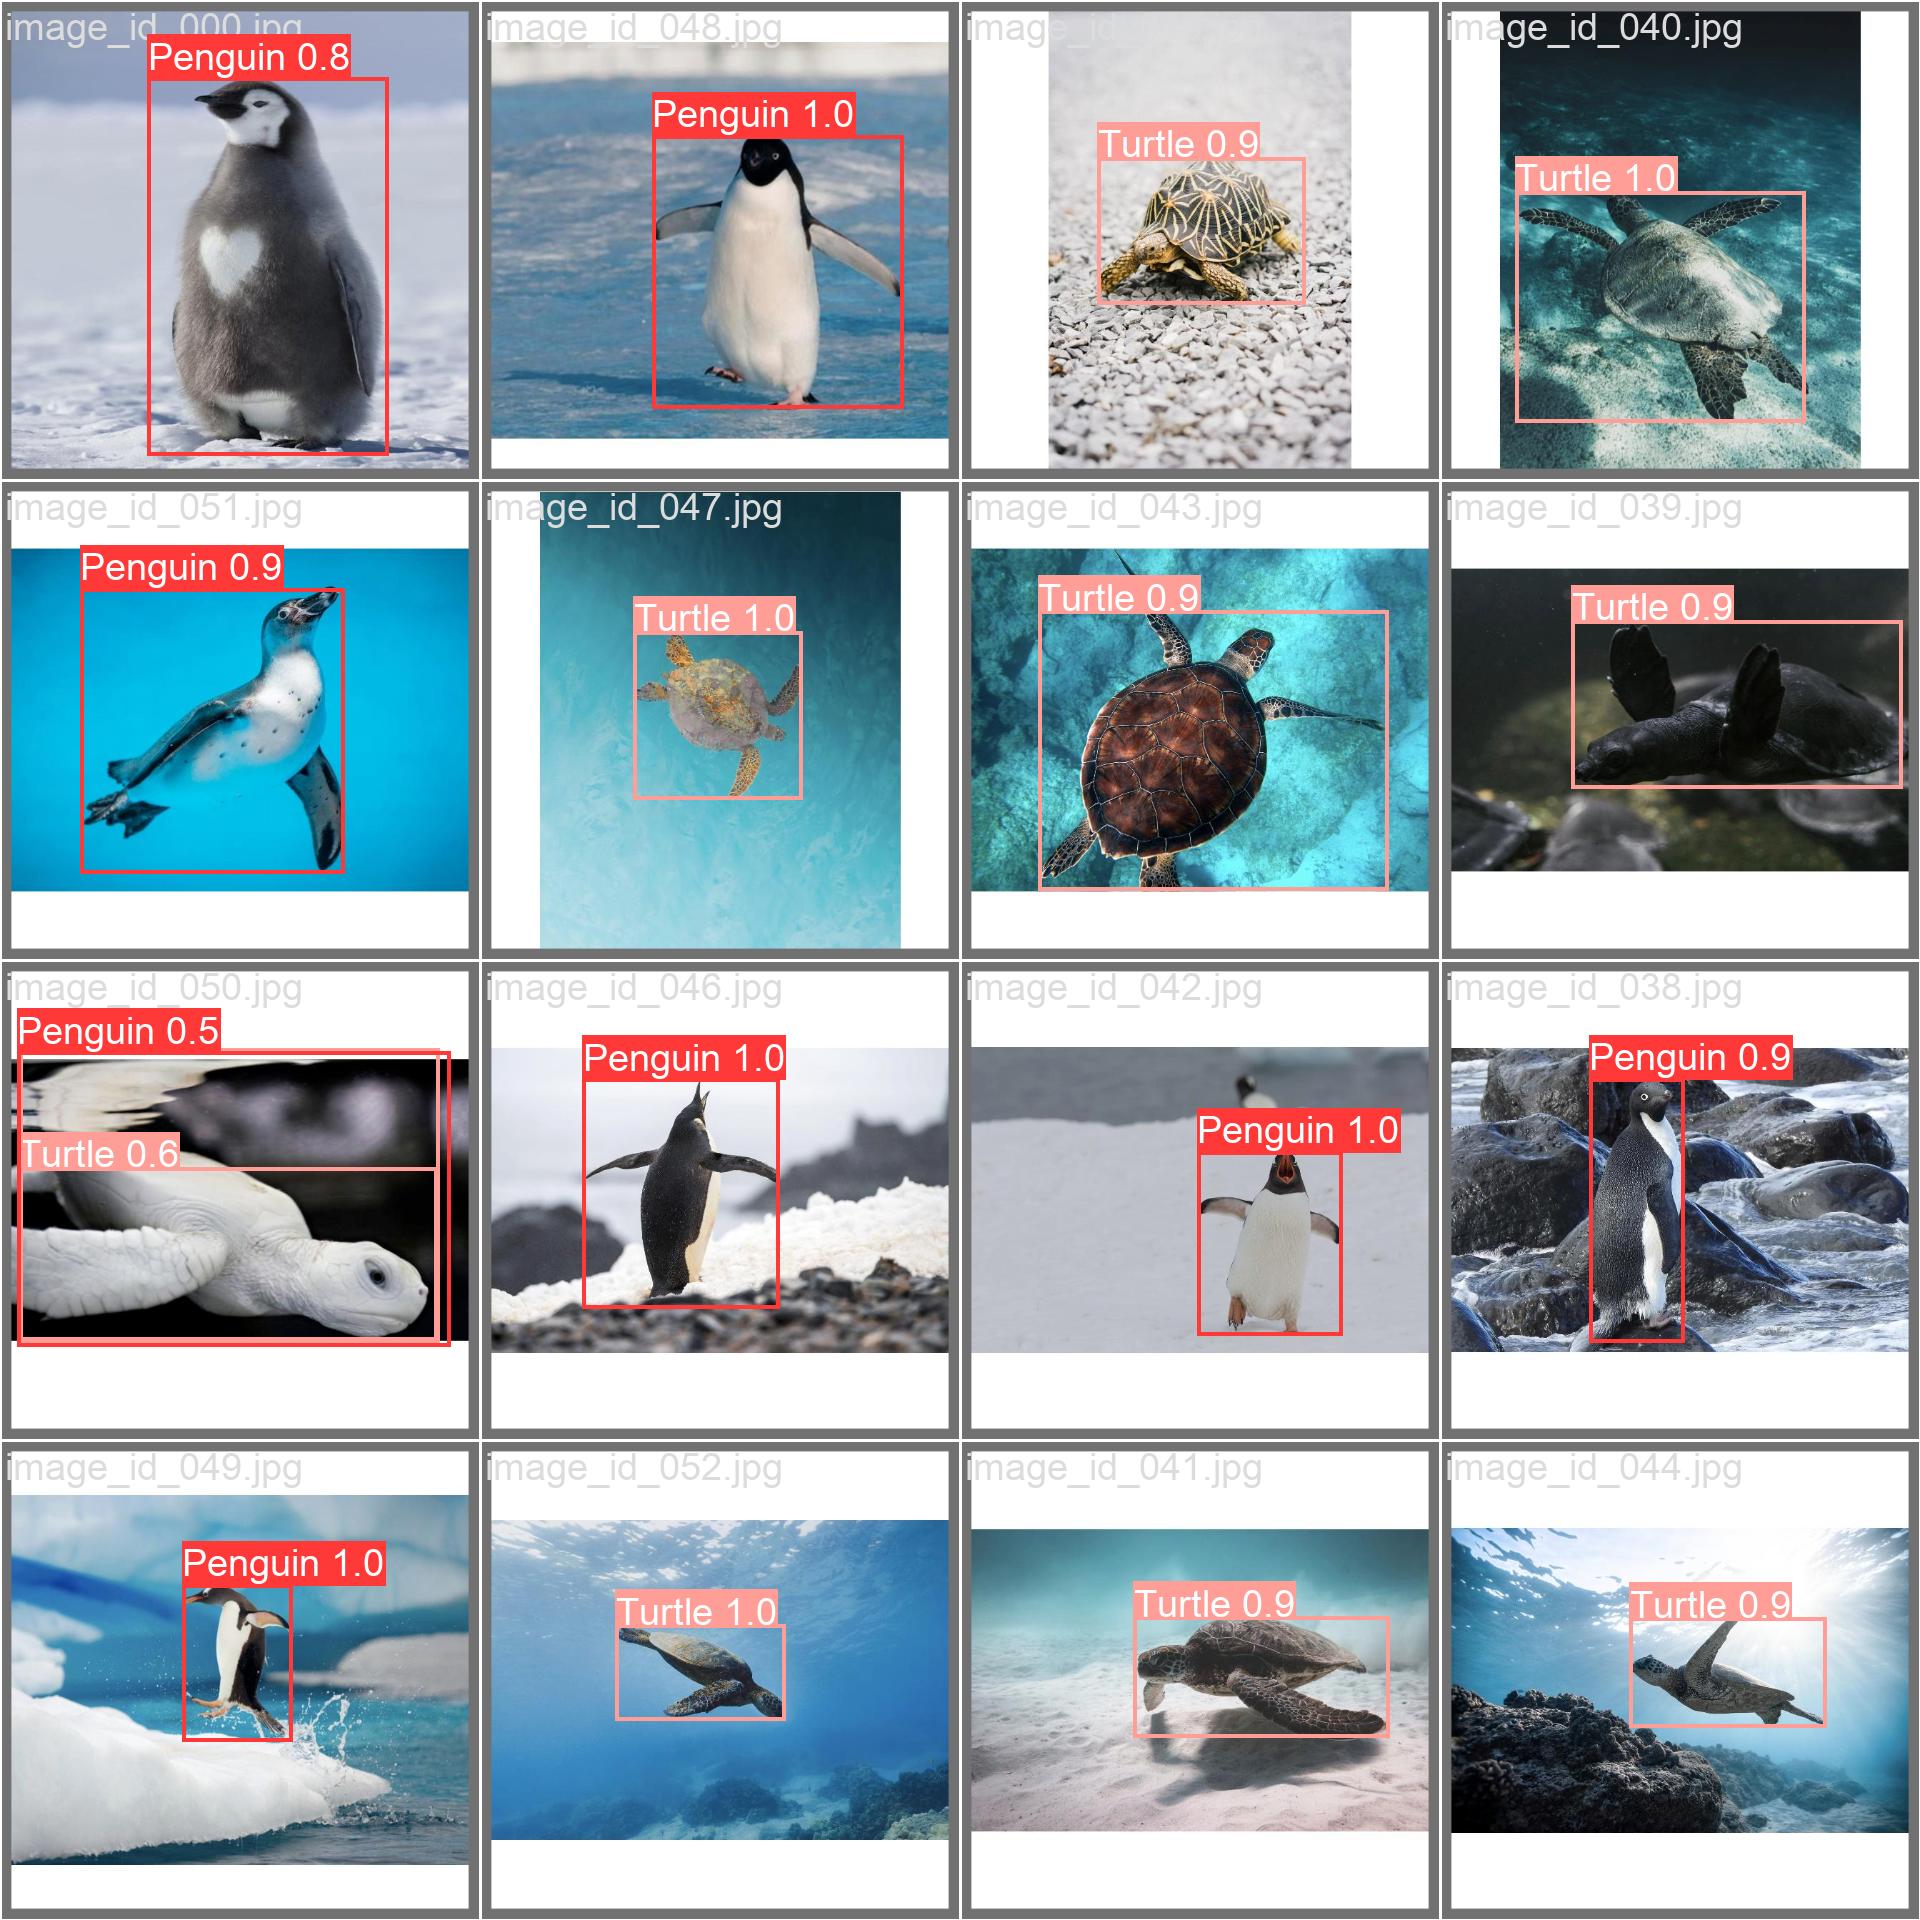 image_id_000.jpg
Penguin 0.8
image_id_048.jpg
Penguin 1.0
Turtle 0.9
image_id_040.jpg
Turtle 1.0
image_id_051.jpg
Penguin 0.9
image_id_047.jpg
Turtle 1.0
image_id_043.jpg
Turtle 0.9
image_id_039.jpg
Turtle 0.9
image_id_050.jpg
Penguin 0.5
Turtle 0.6
image_id_046.jpg
Penguin 1.0
image_id_042.jpg
Penguin 1.0
image_id_038.jpg
Penguin 0.9
image_id_049.jpg
Penguin 1.0
image_id_052.jpg
Turtle 1.0
image_id_041.jpg
Turtle 0.9
image_id_044.jpg
Turtle 0.9